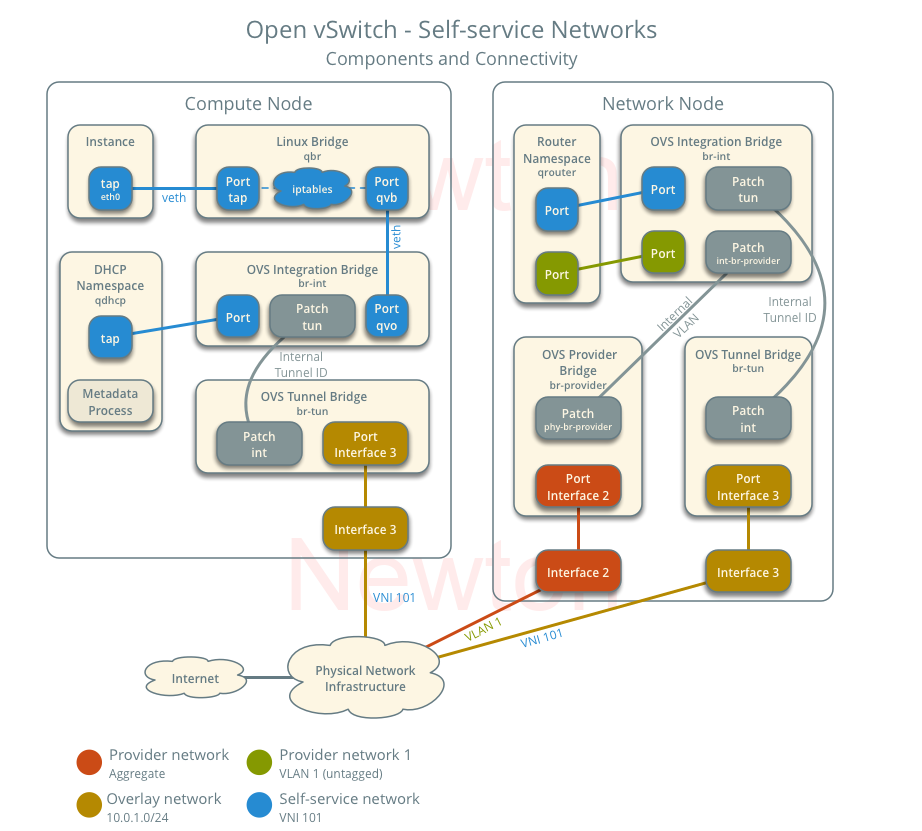 Open vSwitch - Self-service Networks
Components and Connectivity
Compute Node
Instance
tap
eth0
veth
Linux Bridge
qbr
Port
tap
iptables
Port
qvb
veth
DHCP
Namespace
qdhcp
tap
Metadata
Process
OVS Integration Bridge
br-int
Port
Patch
tun
Port
qvo
Internal
Tunnel ID
OVS Tunnel Bridge
br-tun
Patch
int
Port
Interface 3
Interface 3
VNI 101
Network Node
Router
Namespace
qrouter
Port
Port
OVS Integration Bridge
br-int
Port
Patch
tun
Port
Patch
int-br-provider
Internal
VLAN
Internal
Tunnel ID
OVS Provider
Bridge
br-provider
Patch
phy-br-provider
Port
Interface 2
Interface 2
OVS Tunnel Bridge
br-tun
Patch
int
Port
Interface 3
Interface 3
VLAN 1
VNI 101
Newton
Newton
Internet
Physical Network
Infrastructure
Provider network
Aggregate
Provider network 1
VLAN 1 (untagged)
Overlay network
10.0.1.0/24
Self-service network
VNI 101